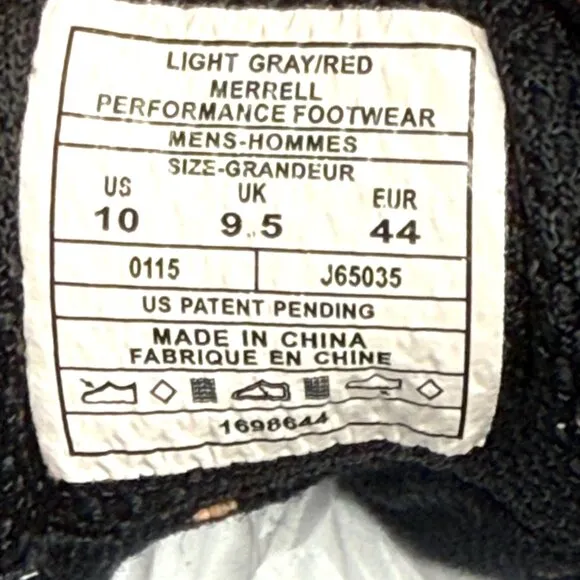 LIGHT GRAY/RED
MERRELL
PERFORMANCE FOOTWEAR
MENS-HOMMES
SIZE-GRANDEUR
US UK EUR
10 9.5 44
0115 J65035
US PATENT PENDING
MADE IN CHINA
FABRIQUE EN CHINE
1698644